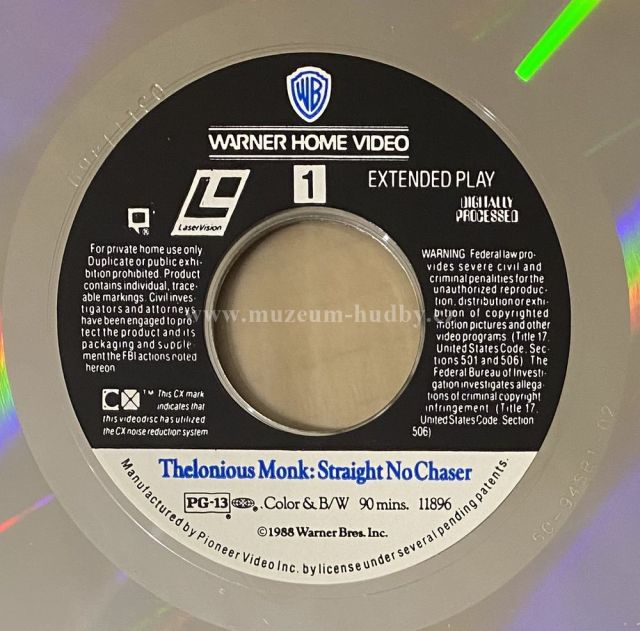 WB
WARNER HOME VIDEO
LaserVision
1
EXTENDED PLAY
DIGITALLY
PROCESSED
For private home use only
Duplicate or public exhi-
bition prohibited. Product
contains individual, trace-
able markings. Civil inves-
tigators and attorneys
have been engaged to pro-
tect the product and its
packaging and supple-
ment the FBI actions noted
hereon
WARNING Federal law pro-
vides severe civil and
criminal penalties for the
unauthorized reproduc-
tion, distribution or exhi-
bition of copyrighted
motion pictures and other
video programs (Title 17,
United States Code, Sec-
tions 501 and 506) The
Federal Bureau of Investi-
gation investigates allega-
tions of criminal copyright
infringement (Title 17,
United States Code, Section
506)
www.muzeum-hudby.cz
CX ™ This CX mark
indicates that
this videodisc has utilized
the CX noise reduction system
Thelonious Monk: Straight No Chaser
PG-13 ®. Color & B/W 90 mins. 11896
©1988 Warner Bros. Inc.
Manufactured by Pioneer Video Inc. by license under several pending patents.